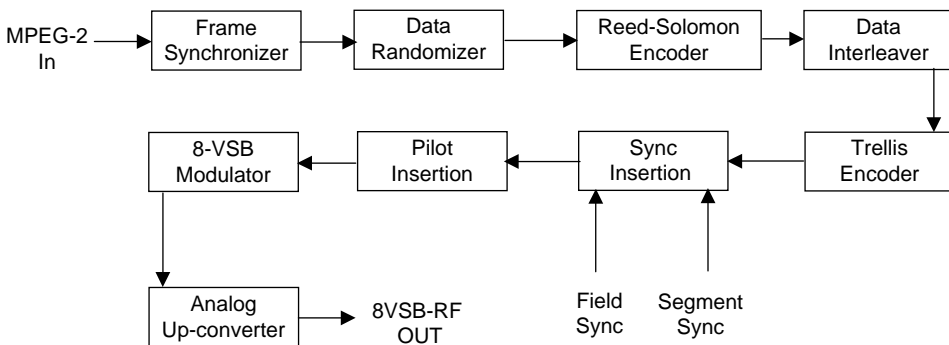 MPEG-2
In
Frame
Synchronizer
Data
Randomizer
Reed-Solomon
Encoder
Data
Interleaver
8-VSB
Modulator
Pilot
Insertion
Sync
Insertion
Trellis
Encoder
Analog
Up-converter
8VSB-RF
OUT
Field
Sync
Segment
Sync